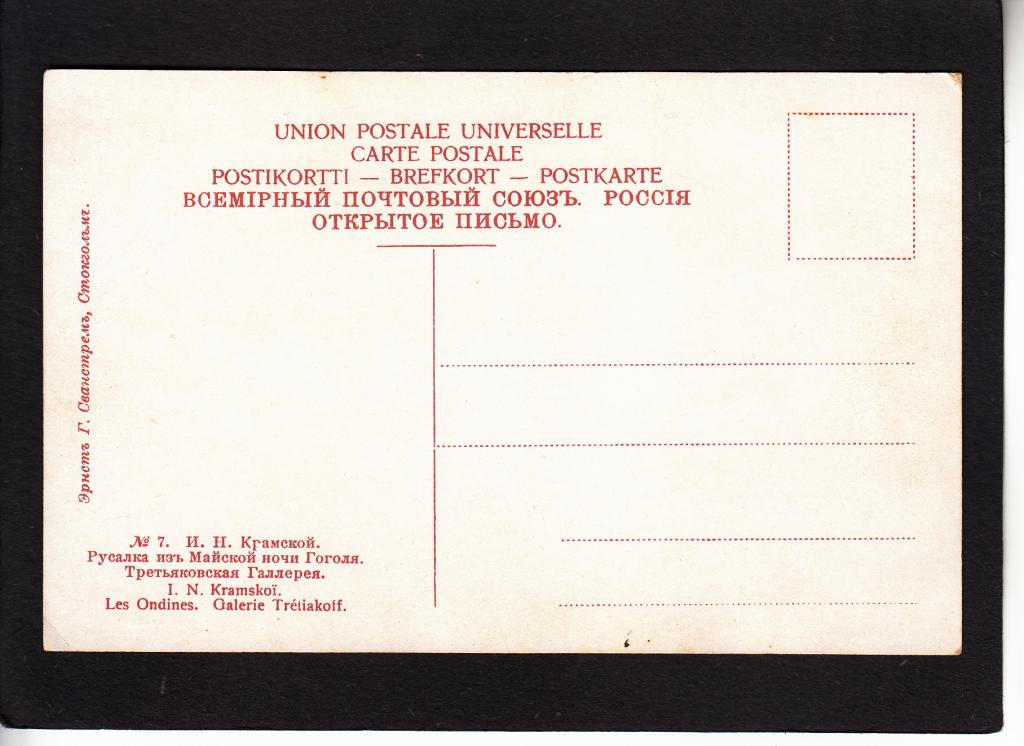 UNION POSTALE UNIVERSELLE
CARTE POSTALE
POSTIKORTTI — BREFKORT — POSTKARTE
ВСЕМІРНЫЙ ПОЧТОВЫЙ СОЮЗЪ. РОССІЯ
ОТКРЫТОЕ ПИСЬМО.
Эрнстъ Г. Сванстремъ, Стокгольмъ.
№ 7. И. Н. Крамской.
Русалка изъ Майской ночи Гоголя.
Третьяковская Галлерея.
I. N. Kramskoï.
Les Ondines. Galerie Trétiakoff.